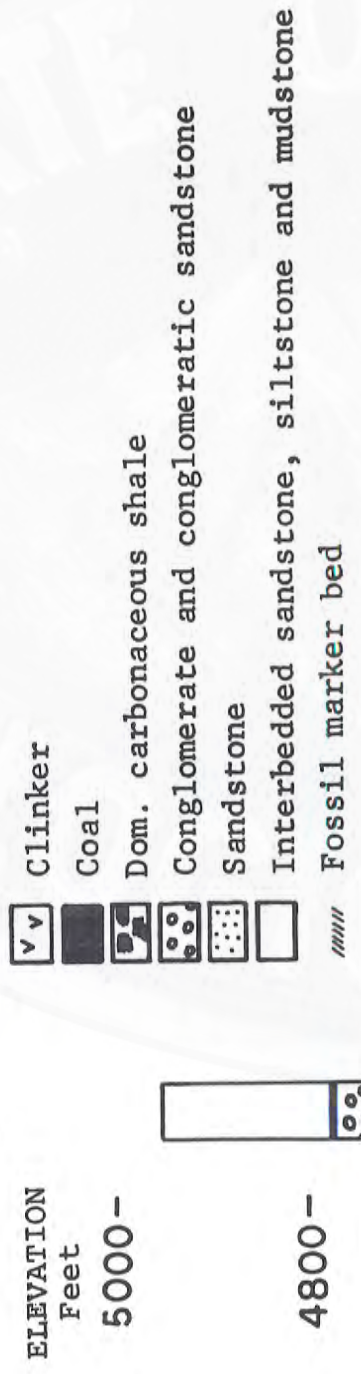 Clinker
Coal
Dom. carbonaceous shale
Conglomerate and conglomeratic sandstone
Sandstone
Interbedded sandstone, siltstone and mudstone
Fossil marker bed
ELEVATION
Feet
5000-
4800-